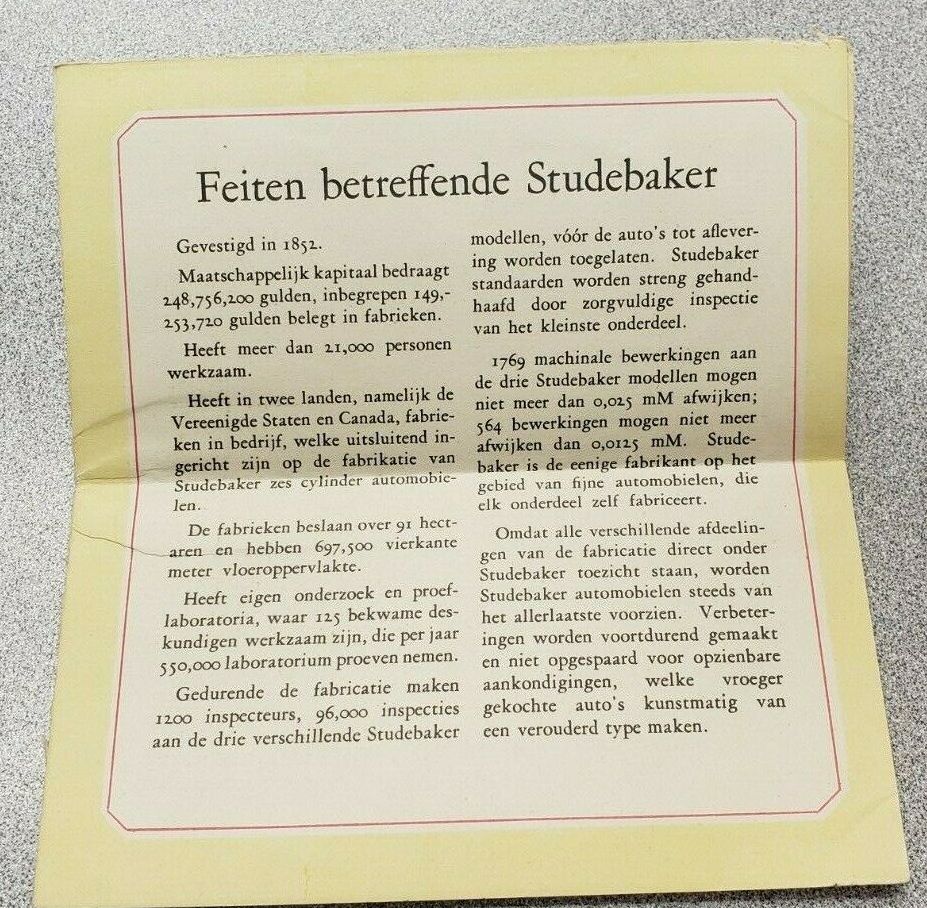 Feiten betreffende Studebaker
Gevestigd in 1852.
Maatschappelijk kapitaal bedraagt
248,756,200 gulden, inbegrepen 149,-
253,720 gulden belegt in fabrieken.
Heeft meer dan 21,000 personen
werkzaam.
Heeft in twee landen, namelijk de
Vereenigde Staten en Canada, fabrie-
ken in bedrijf, welke uitsluitend in-
gericht zijn op de fabrikatie van
Studebaker zes cylinder automobie-
len.
De fabrieken beslaan over 91 hect-
aren en hebben 697,500 vierkante
meter vloeroppervlakte.
Heeft eigen onderzoek en proef-
laboratoria, waar 125 bekwame des-
kundigen werkzaam zijn, die per jaar
550,000 laboratorium proeven nemen.
Gedurende de fabricatie maken
1200 inspecteurs, 96,000 inspecties
aan de drie verschillende Studebaker
modellen, vóór de auto's tot aflever-
ing worden toegelaten. Studebaker
standaarden worden streng gehand-
haafd door zorgvuldige inspectie
van het kleinste onderdeel.
1769 machinale bewerkingen aan
de drie Studebaker modellen mogen
niet meer dan 0,025 mM afwijken;
564 bewerkingen mogen niet meer
afwijken dan 0,0125 mM. Stude-
baker is de eenige fabrikant op het
gebied van fijne automobielen, die
elk onderdeel zelf fabriceert.
Omdat alle verschillende afdeelin-
gen van de fabricatie direct onder
Studebaker toezicht staan, worden
Studebaker automobielen steeds van
het allerlaatste voorzien. Verbeter-
ingen worden voortdurend gemaakt
en niet opgespaard voor opzienbare
aankondigingen, welke vroeger
gekochte auto's kunstmatig van
een verouderd type maken.